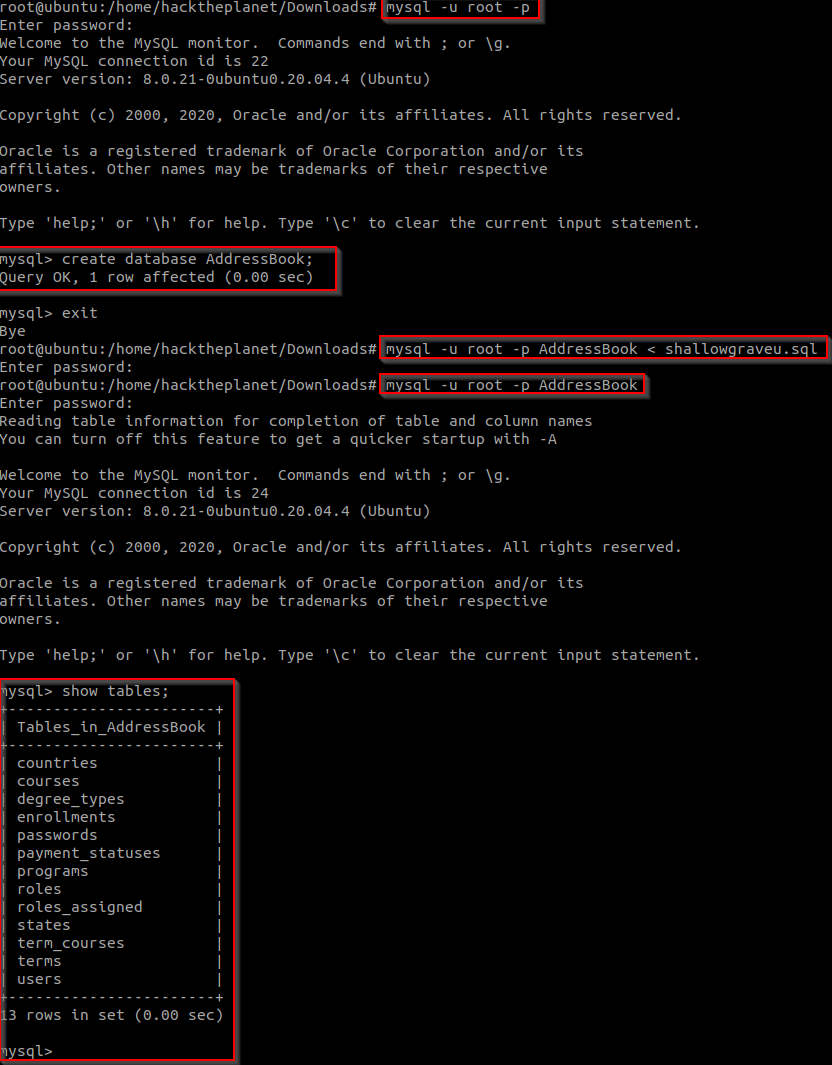 root@ubuntu:/home/hacktheplanet/Downloads# mysql -u root -p
Enter password:
Welcome to the MySQL monitor.  Commands end with ; or \g.
Your MySQL connection id is 22
Server version: 8.0.21-0ubuntu0.20.04.4 (Ubuntu)

Copyright (c) 2000, 2020, Oracle and/or its affiliates. All rights reserved.

Oracle is a registered trademark of Oracle Corporation and/or its
affiliates. Other names may be trademarks of their respective
owners.

Type 'help;' or '\h' for help. Type '\c' to clear the current input statement.

mysql> create database AddressBook;
Query OK, 1 row affected (0.00 sec)

mysql> exit
Bye
root@ubuntu:/home/hacktheplanet/Downloads# mysql -u root -p AddressBook < shallowgraveu.sql
Enter password:
root@ubuntu:/home/hacktheplanet/Downloads# mysql -u root -p AddressBook
Enter password:
Reading table information for completion of table and column names
You can turn off this feature to get a quicker startup with -A

Welcome to the MySQL monitor.  Commands end with ; or \g.
Your MySQL connection id is 24
Server version: 8.0.21-0ubuntu0.20.04.4 (Ubuntu)

Copyright (c) 2000, 2020, Oracle and/or its affiliates. All rights reserved.

Oracle is a registered trademark of Oracle Corporation and/or its
affiliates. Other names may be trademarks of their respective
owners.

Type 'help;' or '\h' for help. Type '\c' to clear the current input statement.

mysql> show tables;
+-----------------------+
| Tables_in_AddressBook |
+-----------------------+
| countries             |
| courses               |
| degree_types          |
| enrollments           |
| passwords             |
| payment_statuses      |
| programs              |
| roles                 |
| roles_assigned        |
| states                |
| term_courses          |
| terms                 |
| users                 |
+-----------------------+
13 rows in set (0.00 sec)

mysql>